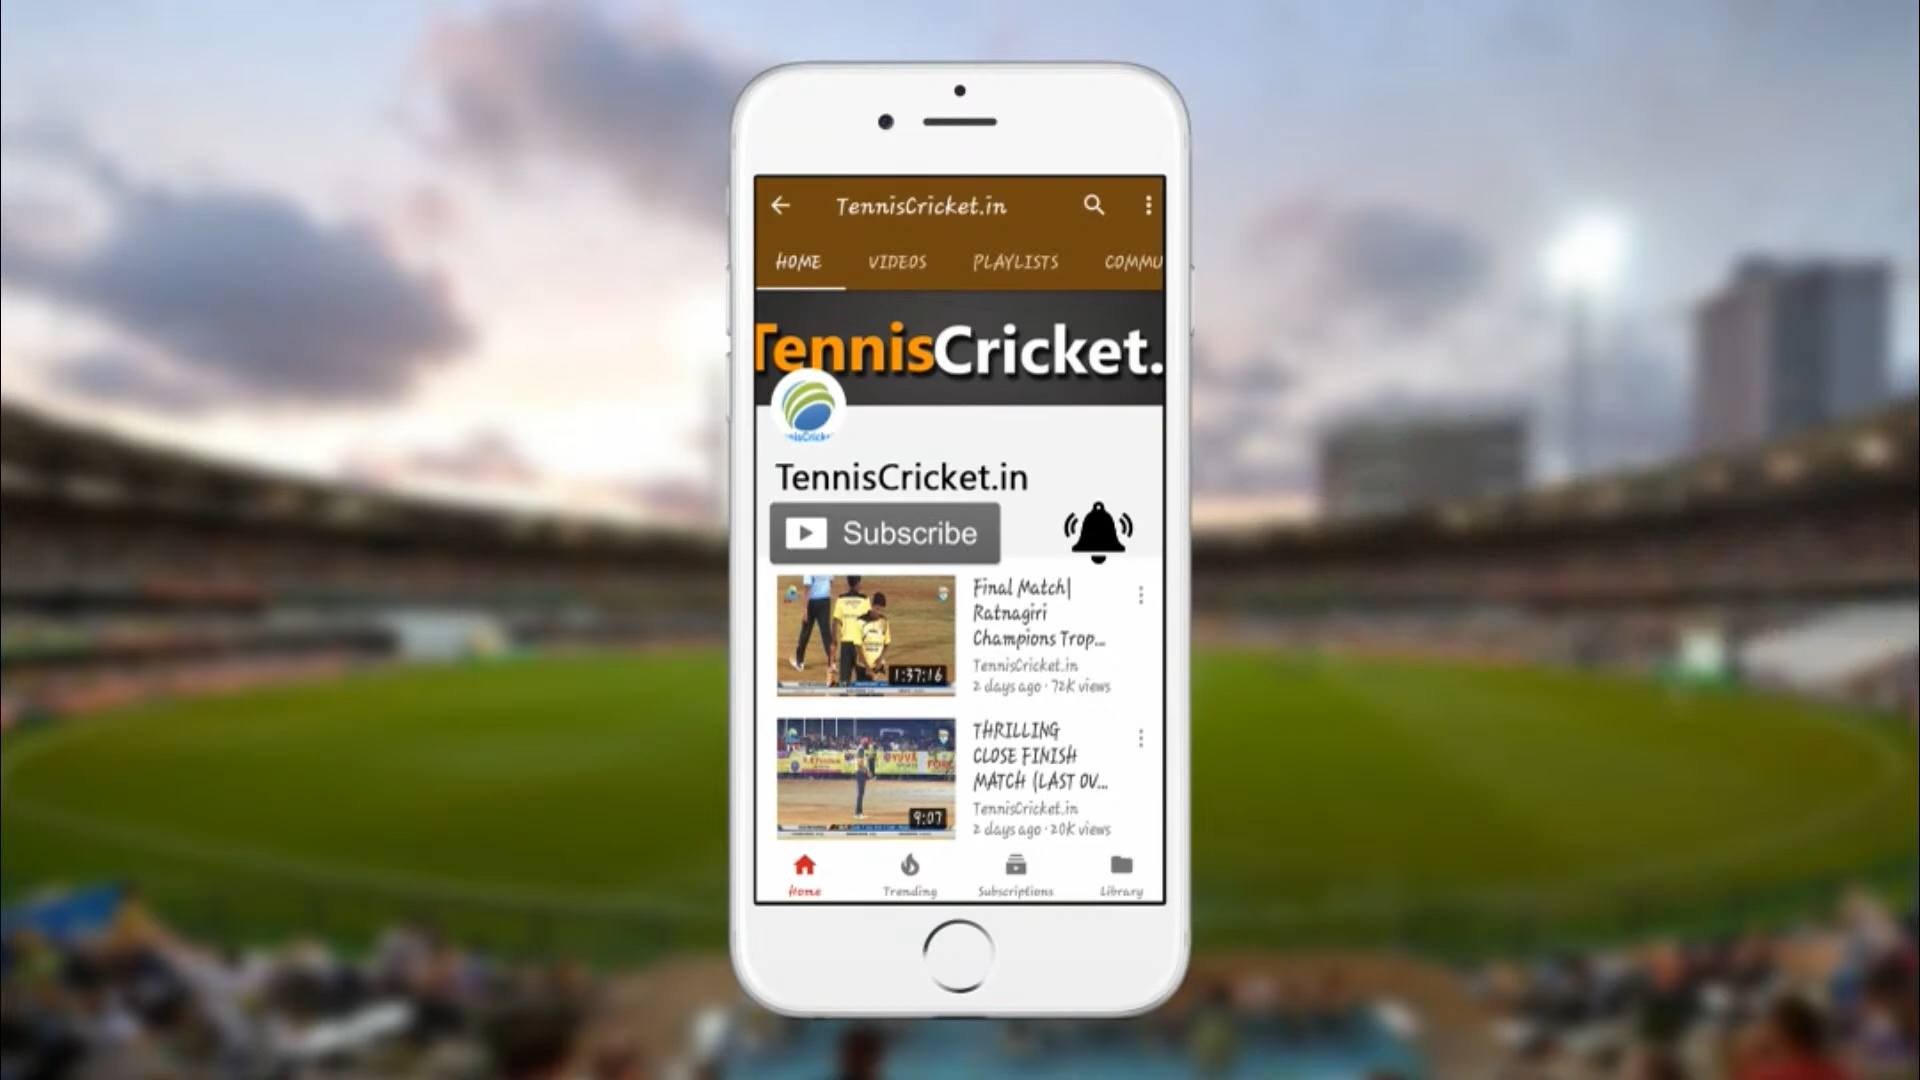 TennisCricket.in
HOME VIDEOS PLAYLISTS COMMU
TennisCricket.
TennisCricket.in
Subscribe
Final Match|
Ratnagiri
Champions Trop...
TennisCricket.in
2 days ago · 72K views
1:37:16
THRILLING
CLOSE FINISH
MATCH (LAST OV...
TennisCricket.in
2 days ago · 20K views
9:07
Home Trending Subscriptions Library